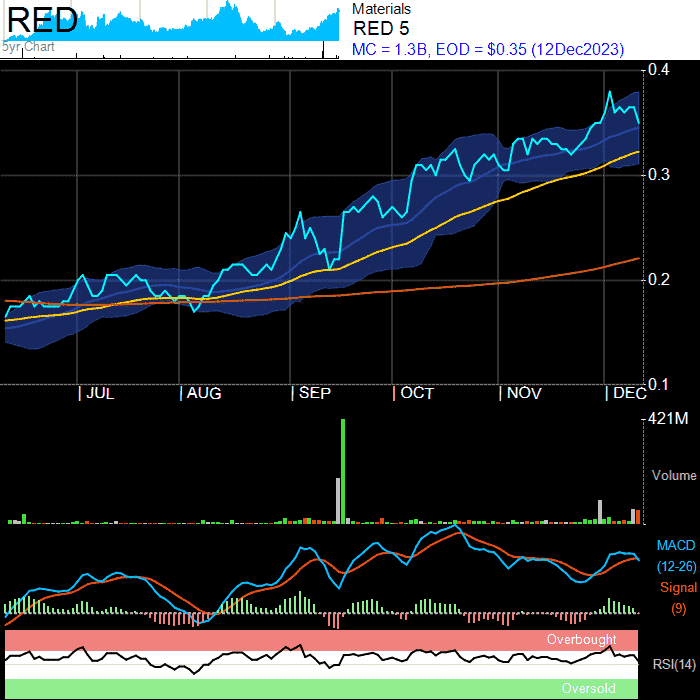 RED
5yr Chart
Materials
RED 5
MC = 1.3B, EOD = $0.35 (12Dec2023)
0.4
0.3
0.2
0.1
| JUL | AUG | SEP | OCT | NOV | DEC
421M
Volume
MACD
(12-26)
Signal
(9)
Overbought
RSI(14)
Oversold